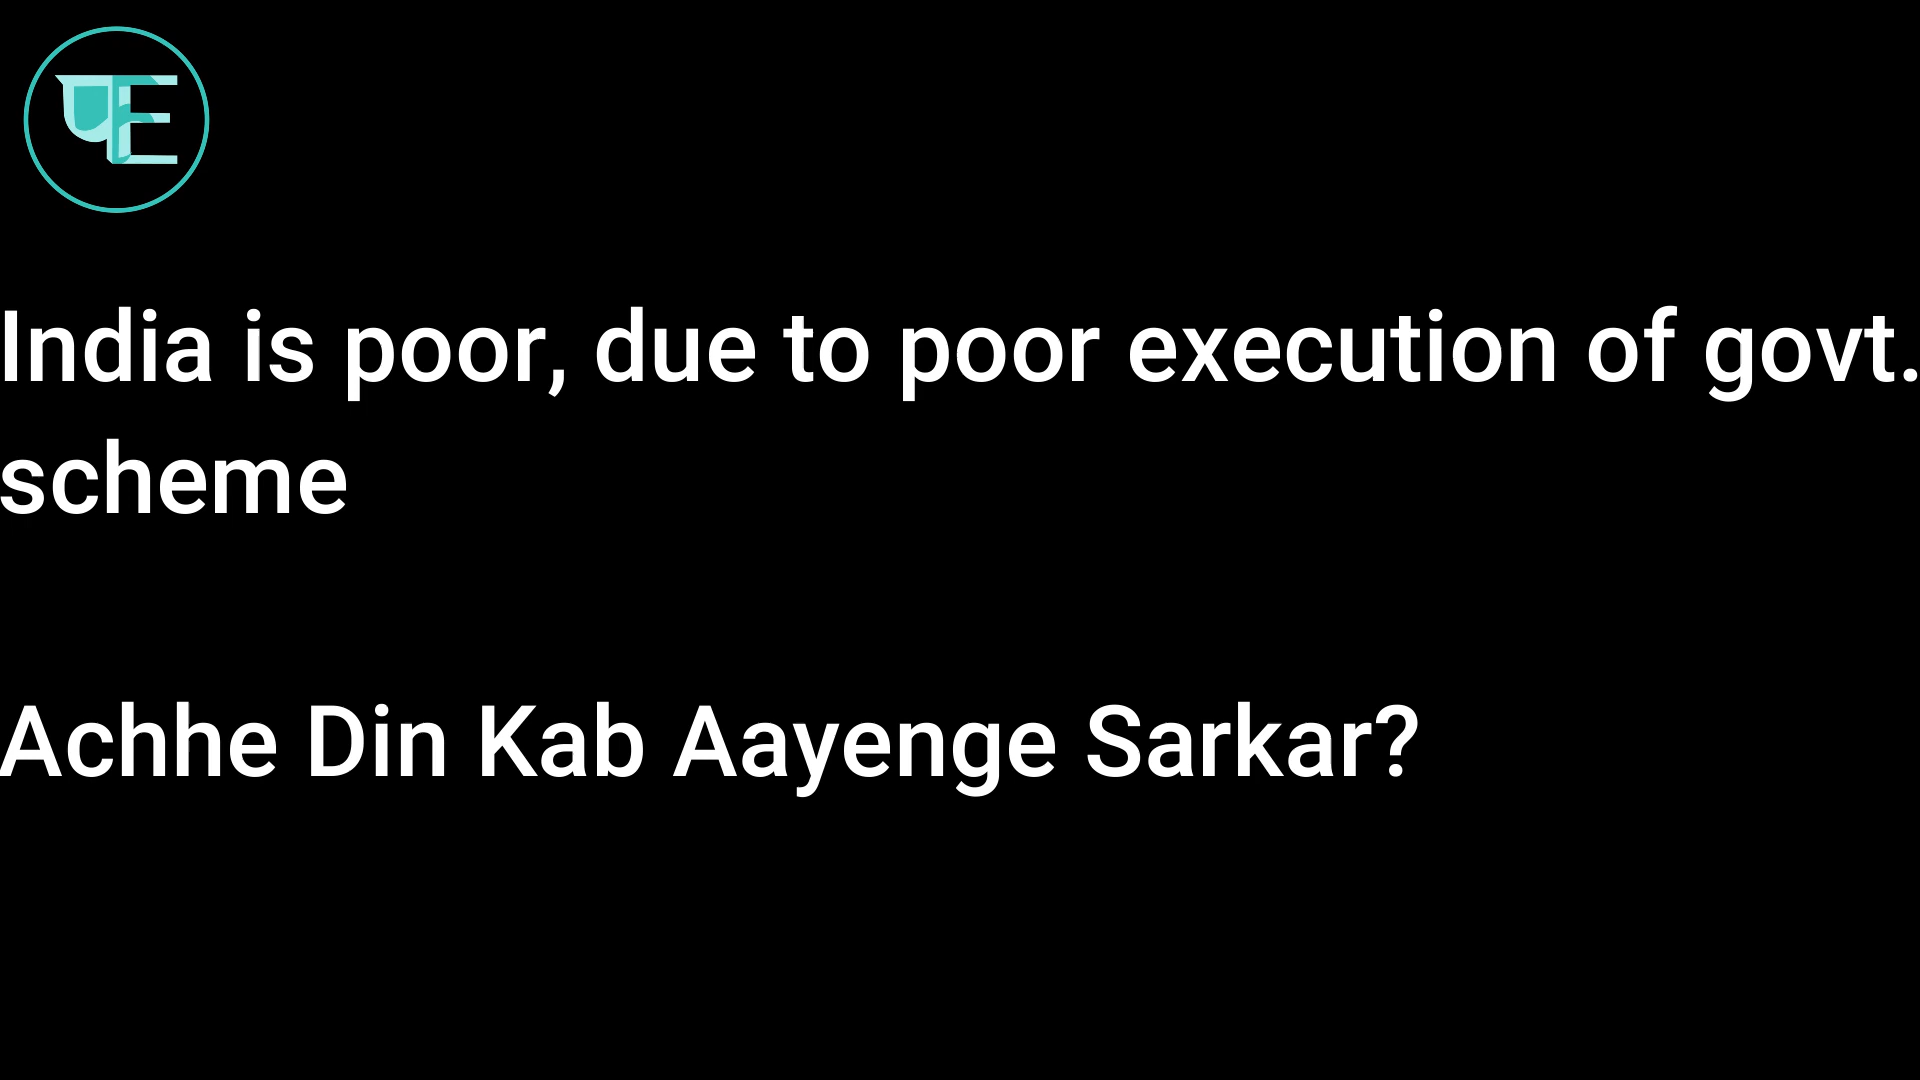 India is poor, due to poor execution of govt.
scheme
Achhe Din Kab Aayenge Sarkar?